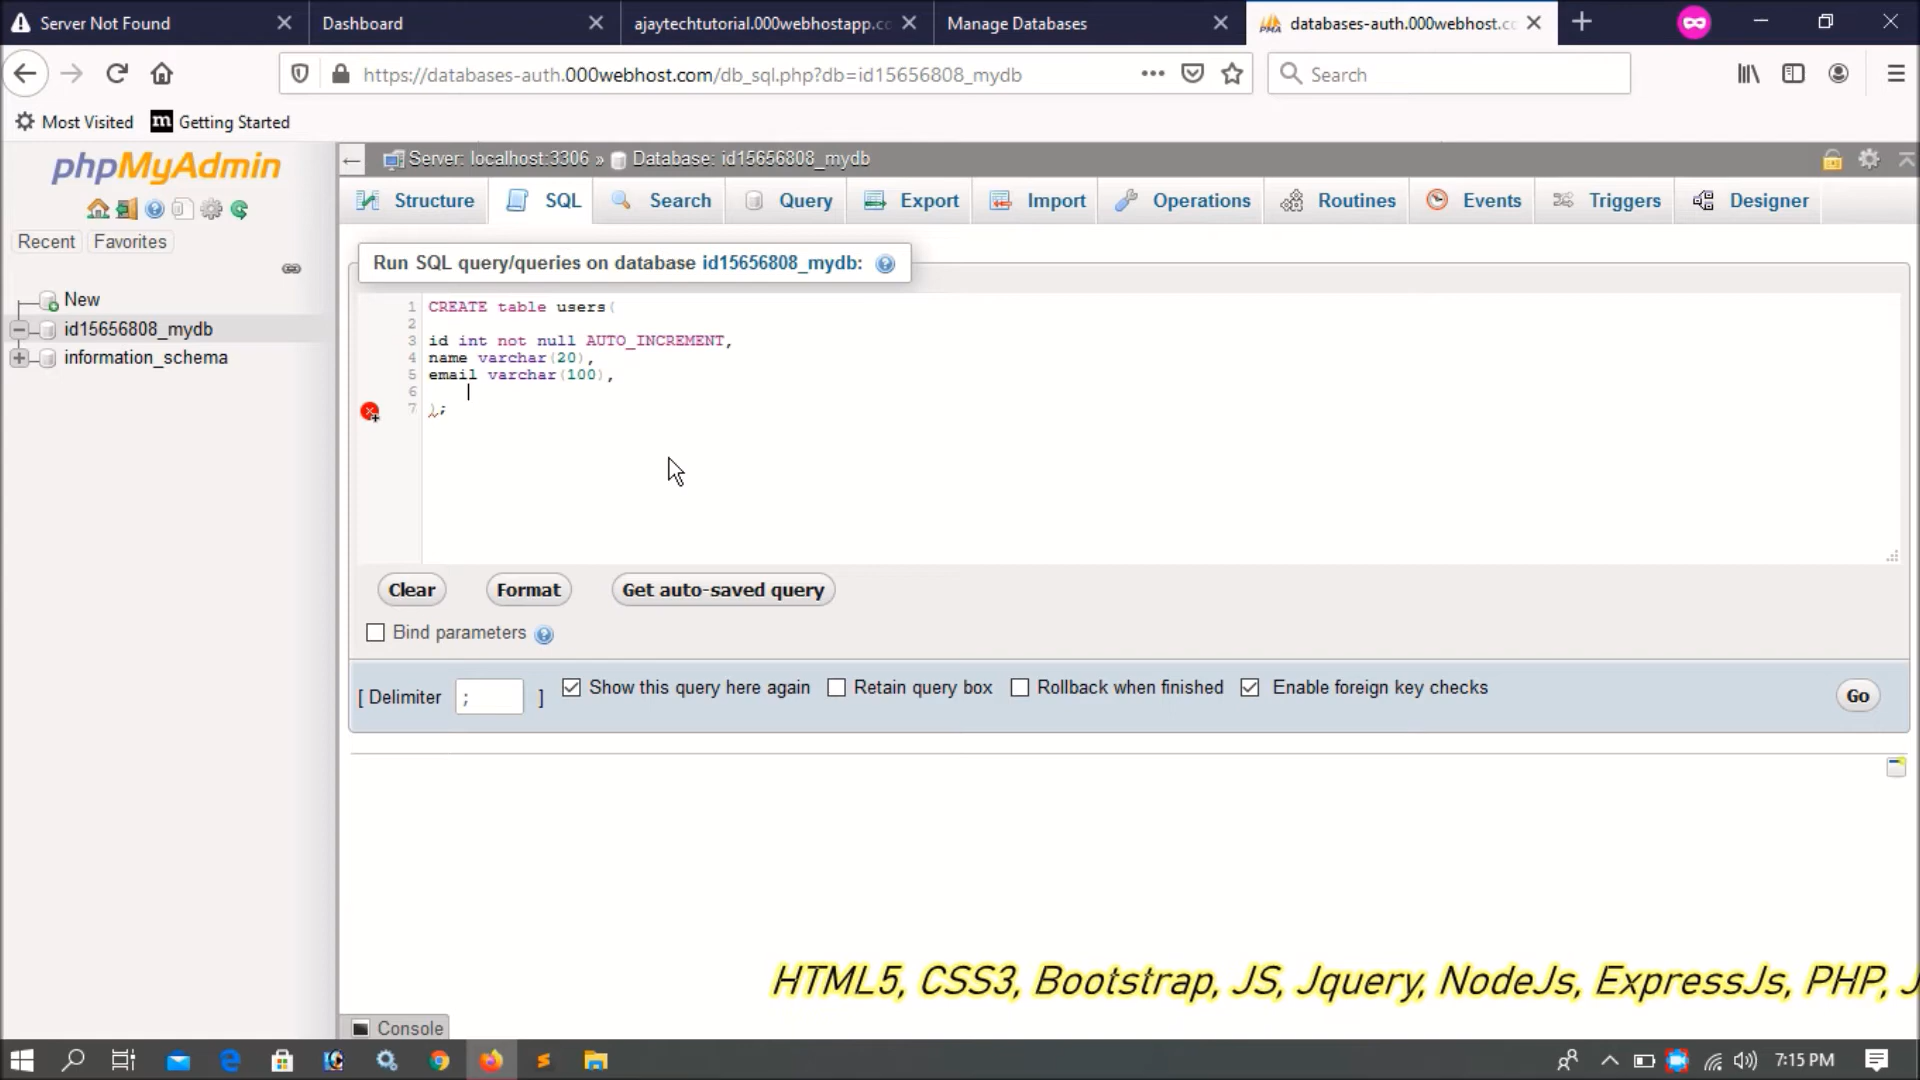 Server Not Found
Dashboard
ajaytechtutorial.000webhostapp.co
Manage Databases
PMA
databases-auth.000webhost.co
https://databases-auth.000webhost.com/db_sql.php?db=id15656808_mydb
Search
Most Visited
m Getting Started
phpMyAdmin
Recent
Favorites
New
id15656808_mydb
information_schema
Server: localhost:3306 » Database: id15656808_mydb
Structure
SQL
Search
Query
Export
Import
Operations
Routines
Events
Triggers
Designer
Run SQL query/queries on database id15656808_mydb:
1 CREATE table users(
2
3 id int not null AUTO_INCREMENT,
4 name varchar(20),
5 email varchar(100),
6
7 );
Clear
Format
Get auto-saved query
Bind parameters
[ Delimiter ; ]
Show this query here again
Retain query box
Rollback when finished
Enable foreign key checks
Go
HTML5, CSS3, Bootstrap, JS, Jquery, NodeJs, ExpressJs, PHP, J
Console
7:15 PM